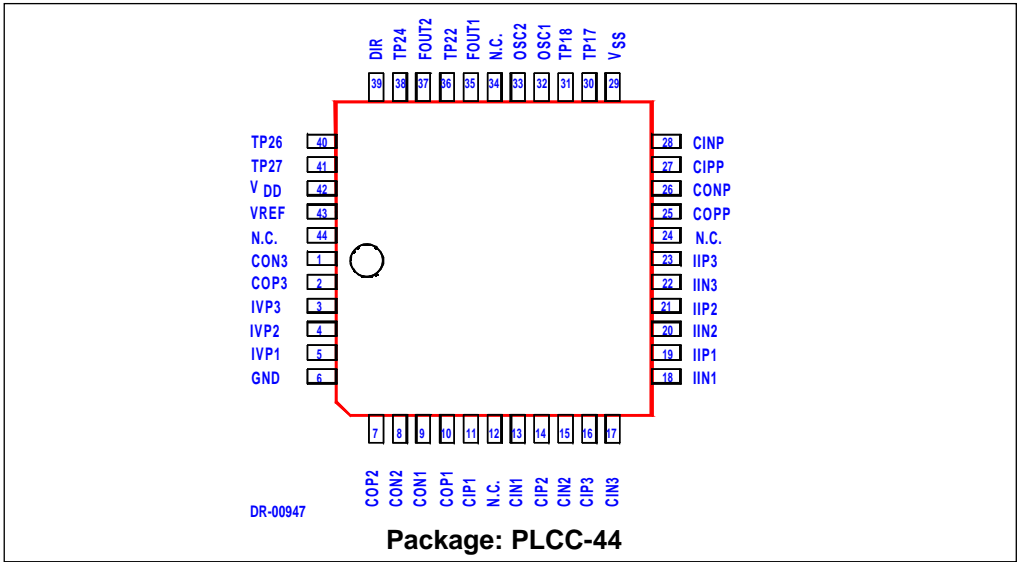 DIR TP24 FOUT2 TP22 FOUT1 N.C. OSC2 OSC1 TP18 TP17 VSS
39 38 37 36 35 34 33 32 31 30 29
TP26 40
TP27 41
VDD 42
VREF 43
N.C. 44
CON3 1
COP3 2
IVP3 3
IVP2 4
IVP1 5
GND 6
28 CINP
27 CIPP
26 CONP
25 COPP
24 N.C.
23 IIP3
22 IIN3
21 IIP2
20 IIN2
19 IIP1
18 IIN1
7 8 9 10 11 12 13 14 15 16 17
COP2 CON2 CON1 COP1 CIP1 N.C. CIN1 CIP2 CIN2 CIP3 CIN3
DR-00947
Package: PLCC-44